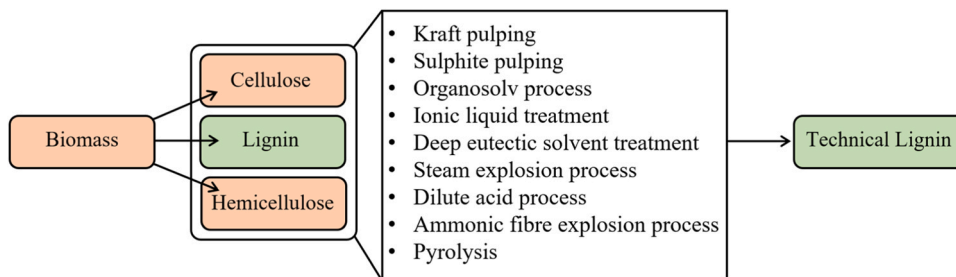 Biomass
Cellulose
Lignin
Hemicellulose
• Kraft pulping
• Sulphite pulping
• Organosolv process
• Ionic liquid treatment
• Deep eutectic solvent treatment
• Steam explosion process
• Dilute acid process
• Ammonic fibre explosion process
• Pyrolysis
Technical Lignin